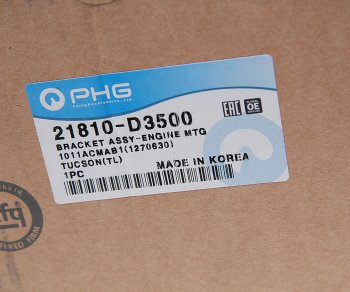 PHG
21810-D3500
BRACKET ASSY-ENGINE MTG
1011ACMAB1(1270630)
TUCSON(TL)
1PC
MADE IN KOREA
EAC
OE